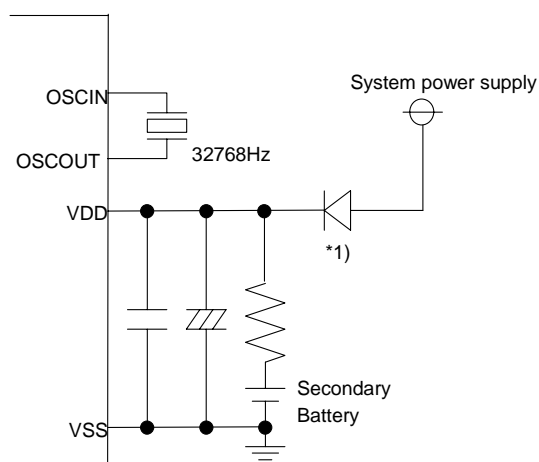 System power supply
OSCIN
OSCOUT
32768Hz
VDD
*1)
Secondary
Battery
VSS